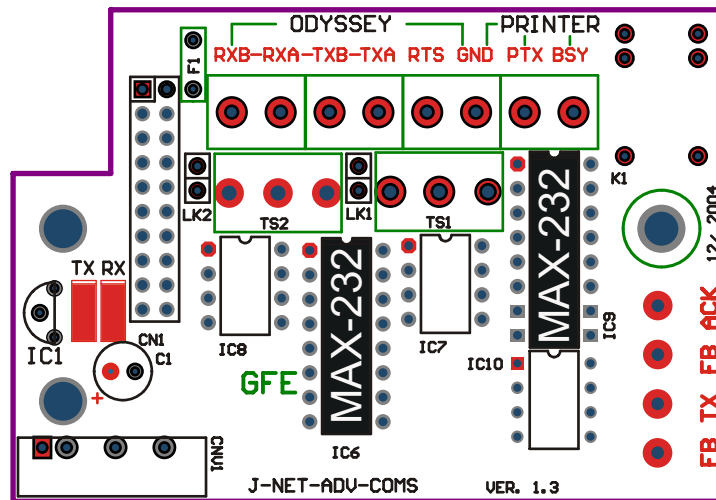 ODYSSEY PRINTER
RXB-RXA-TXB-TXA RTS GND PTX BSY
F1
K1
LK2
LK1
TS2
TS1
12/ 2004
TX RX
MAX-232
MAX-232
IC9
IC1
CN1
C1
IC8
IC7
IC10
GFE
+
FB ACK
FB TX
CNV1
IC6
J-NET-ADV-COMS
VER. 1.3